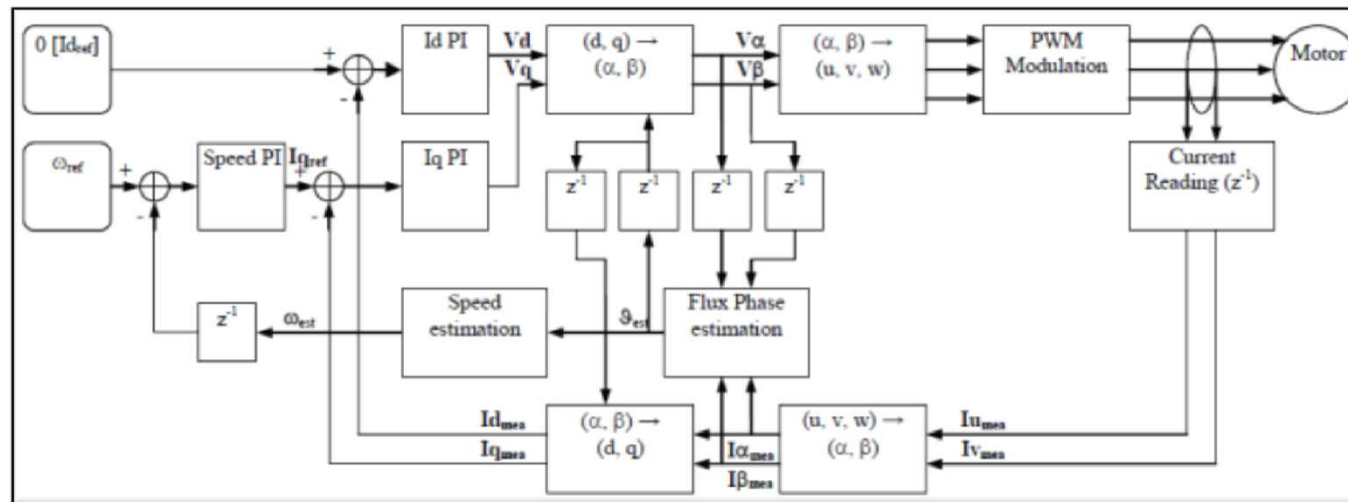 0 [Idref]
+
-
Id PI
Vd
Vq
(d, q) →
(α, β)
Vα
Vβ
(α, β) →
(u, v, w)
PWM
Modulation
Motor
ωref
+
-
Speed PI
Iqref
+
-
Iq PI
z-1
z-1
z-1
z-1
Current
Reading (z-1)
z-1
ωest
Speed
estimation
ϑest
Flux Phase
estimation
Idmea
Iqmea
(α, β) →
(d, q)
Iαmea
Iβmea
(u, v, w) →
(α, β)
Iumea
Ivmea